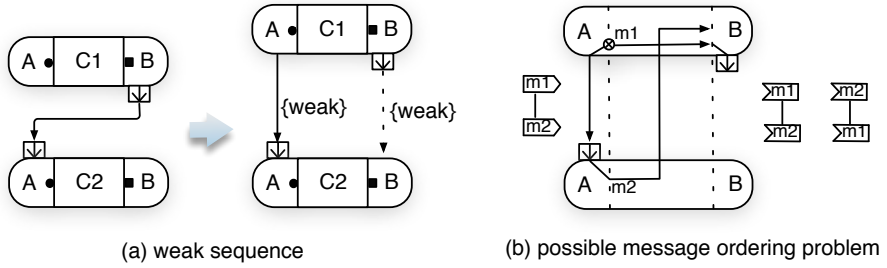 A C1 B
A C2 B
A C1 B
{weak} {weak}
A C2 B
(a) weak sequence
A m1 B
m1
m2
m1 m2
m2 m1
A m2 B
(b) possible message ordering problem